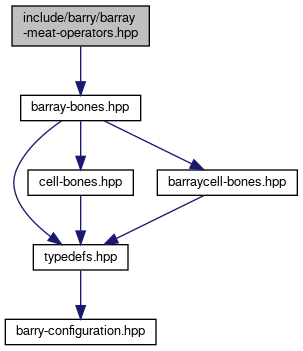 include/barry/barray
-meat-operators.hpp
barray-bones.hpp
cell-bones.hpp
barraycell-bones.hpp
typedefs.hpp
barry-configuration.hpp